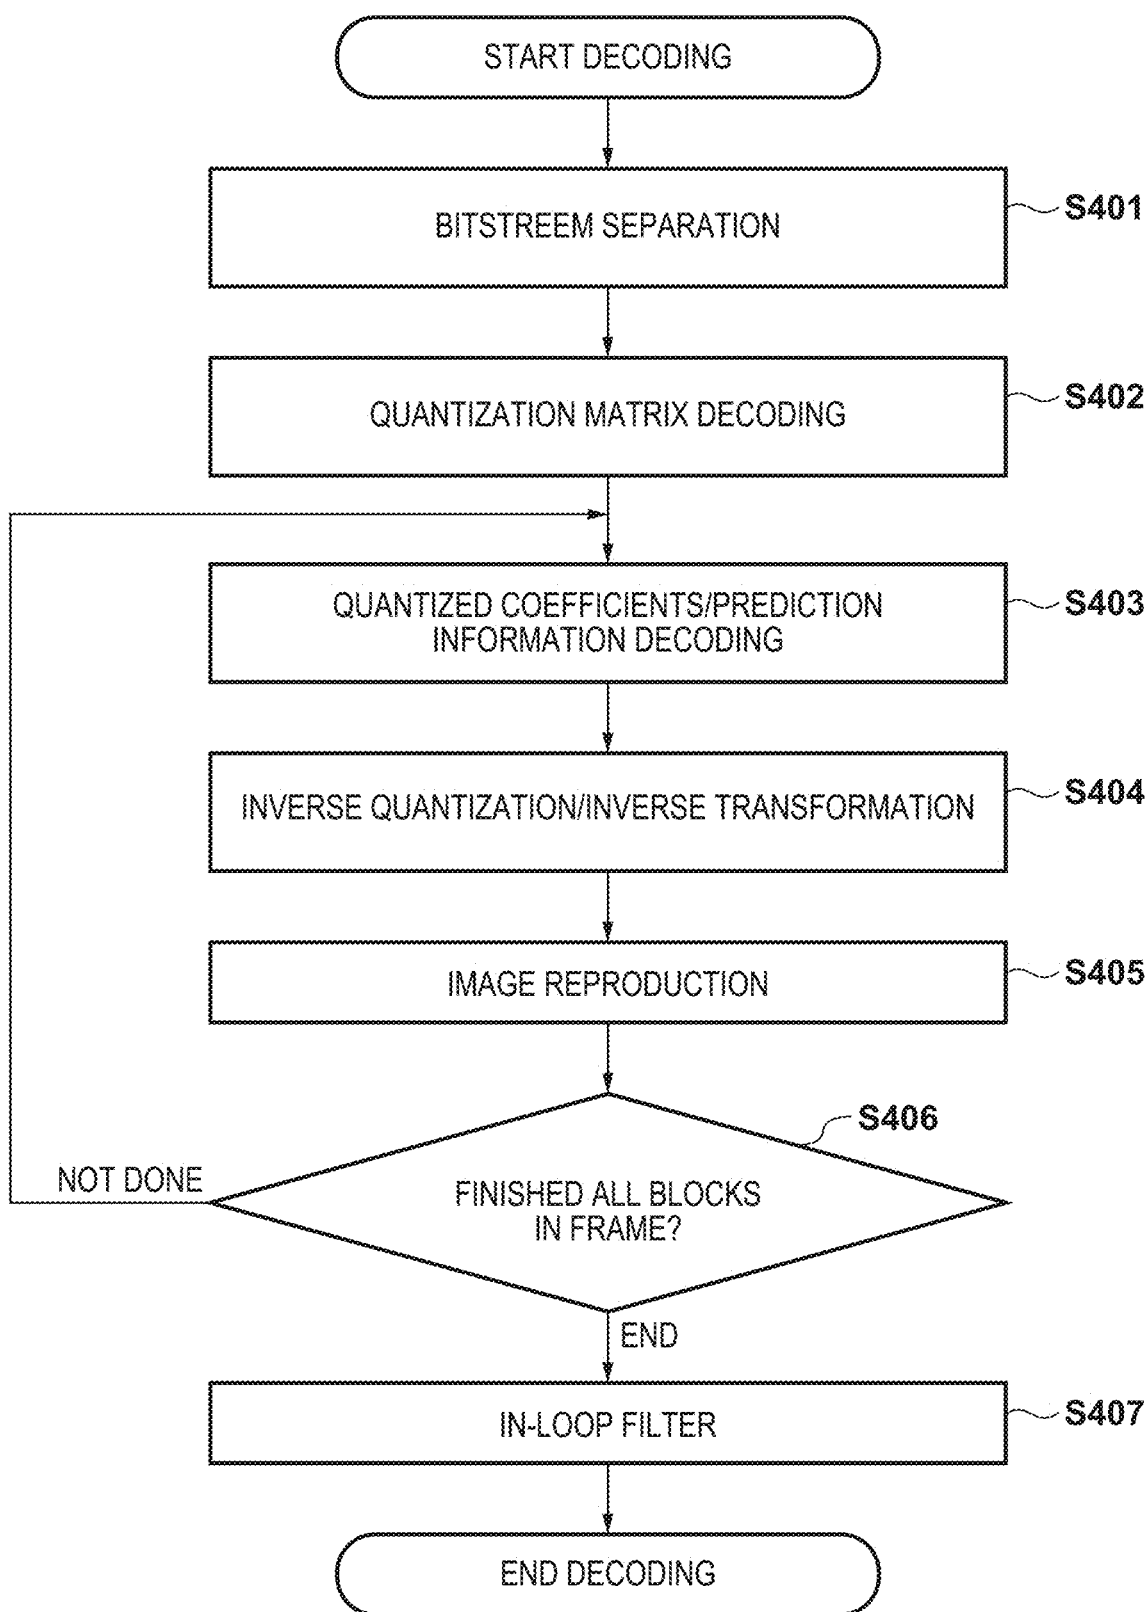 START DECODING
BITSTREEM SEPARATION
S401
QUANTIZATION MATRIX DECODING
S402
QUANTIZED COEFFICIENTS/PREDICTION
INFORMATION DECODING
S403
INVERSE QUANTIZATION/INVERSE TRANSFORMATION
S404
IMAGE REPRODUCTION
S405
S406
NOT DONE
FINISHED ALL BLOCKS
IN FRAME?
END
IN-LOOP FILTER
S407
END DECODING